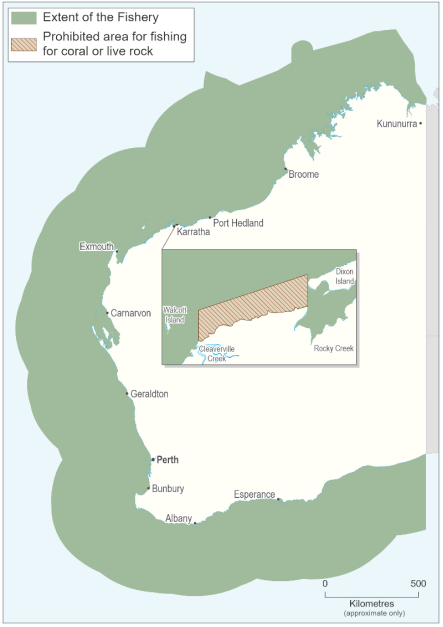 Extent of the Fishery
Prohibited area for fishing
for coral or live rock
Kununurra
Broome
Port Hedland
Karratha
Exmouth
Dixon
Island
Walcott
Island
Carnarvon
Cleaverville
Creek
Rocky Creek
Geraldton
Perth
Bunbury
Esperance
Albany
0 500
Kilometres
(approximate only)